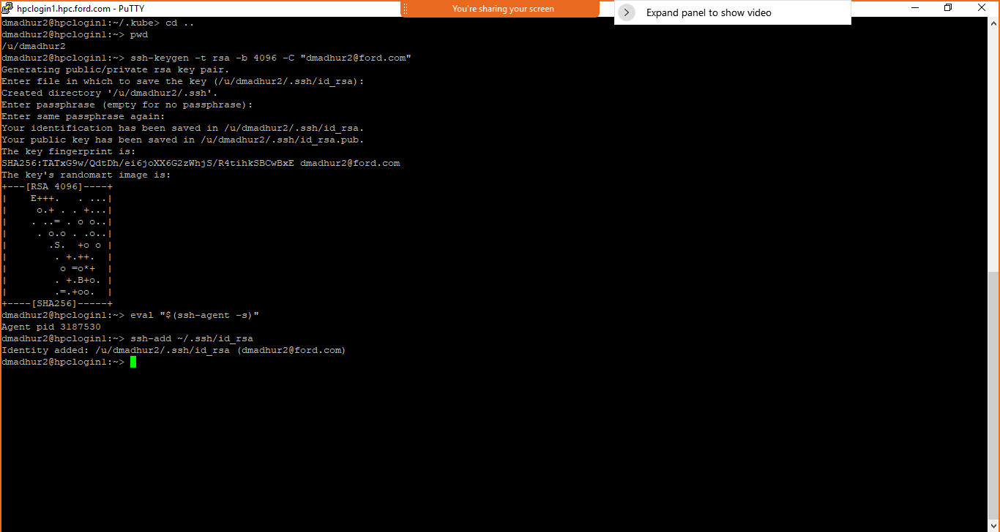 hpclogin1.hpc.ford.com - PuTTY
You're sharing your screen
Expand panel to show video
dmadhur2@hpclogin1:~/.kube> cd ..
dmadhur2@hpclogin1:~> pwd
/u/dmadhur2
dmadhur2@hpclogin1:~> ssh-keygen -t rsa -b 4096 -C "dmadhur2@ford.com"
Generating public/private rsa key pair.
Enter file in which to save the key (/u/dmadhur2/.ssh/id_rsa):
Created directory '/u/dmadhur2/.ssh'.
Enter passphrase (empty for no passphrase):
Enter same passphrase again:
Your identification has been saved in /u/dmadhur2/.ssh/id_rsa.
Your public key has been saved in /u/dmadhur2/.ssh/id_rsa.pub.
The key fingerprint is:
SHA256:TATxG9w/QdtDh/ei6joXX6G2zWhjS/R4tihkSBCwBxE dmadhur2@ford.com
The key's randomart image is:
+---[RSA 4096]----+
|    E+++.   . ...|
|     o.+ . . +...|
|    . ..= . o o..|
|     . o.o . .o..|
|       .S.  +o o |
|        . +.++.  |
|         o =o*+  |
|        . +.B+o. |
|        .=.+oo.  |
+----[SHA256]-----+
dmadhur2@hpclogin1:~> eval "$(ssh-agent -s)"
Agent pid 3187530
dmadhur2@hpclogin1:~> ssh-add ~/.ssh/id_rsa
Identity added: /u/dmadhur2/.ssh/id_rsa (dmadhur2@ford.com)
dmadhur2@hpclogin1:~>